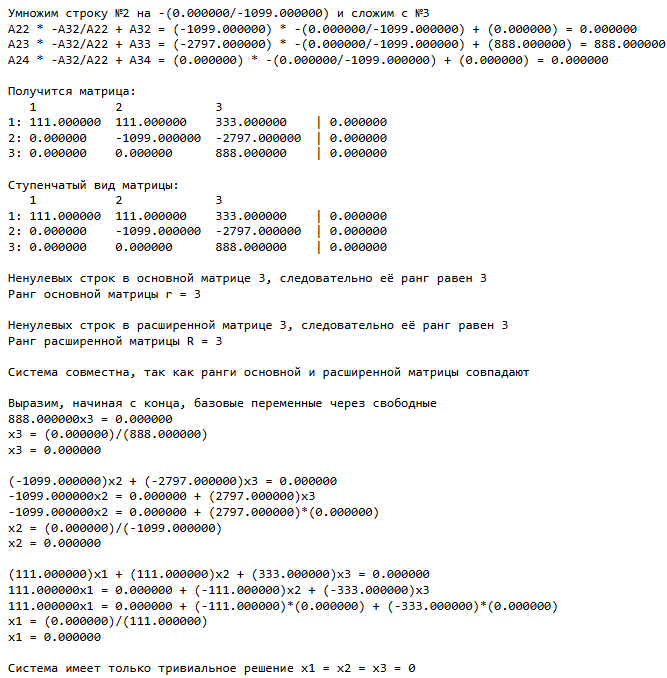 Умножим строку №2 на -(0.000000/-1099.000000) и сложим с №3
A22 * -A32/A22 + A32 = (-1099.000000) * -(0.000000/-1099.000000) + (0.000000) = 0.000000
A23 * -A32/A22 + A33 = (-2797.000000) * -(0.000000/-1099.000000) + (888.000000) = 888.000000
A24 * -A32/A22 + A34 = (0.000000) * -(0.000000/-1099.000000) + (0.000000) = 0.000000
Получится матрица:
1 2 3
1: 111.000000 111.000000 333.000000 | 0.000000
2: 0.000000 -1099.000000 -2797.000000 | 0.000000
3: 0.000000 0.000000 888.000000 | 0.000000
Ступенчатый вид матрицы:
1 2 3
1: 111.000000 111.000000 333.000000 | 0.000000
2: 0.000000 -1099.000000 -2797.000000 | 0.000000
3: 0.000000 0.000000 888.000000 | 0.000000
Ненулевых строк в основной матрице 3, следовательно её ранг равен 3
Ранг основной матрицы r = 3
Ненулевых строк в расширенной матрице 3, следовательно её ранг равен 3
Ранг расширенной матрицы R = 3
Система совместна, так как ранги основной и расширенной матрицы совпадают
Выразим, начиная с конца, базовые переменные через свободные
888.000000x3 = 0.000000
x3 = (0.000000)/(888.000000)
x3 = 0.000000
(-1099.000000)x2 + (-2797.000000)x3 = 0.000000
-1099.000000x2 = 0.000000 + (2797.000000)x3
-1099.000000x2 = 0.000000 + (2797.000000)*(0.000000)
x2 = (0.000000)/(-1099.000000)
x2 = 0.000000
(111.000000)x1 + (111.000000)x2 + (333.000000)x3 = 0.000000
111.000000x1 = 0.000000 + (-111.000000)x2 + (-333.000000)x3
111.000000x1 = 0.000000 + (-111.000000)*(0.000000) + (-333.000000)*(0.000000)
x1 = (0.000000)/(111.000000)
x1 = 0.000000
Система имеет только тривиальное решение x1 = x2 = x3 = 0